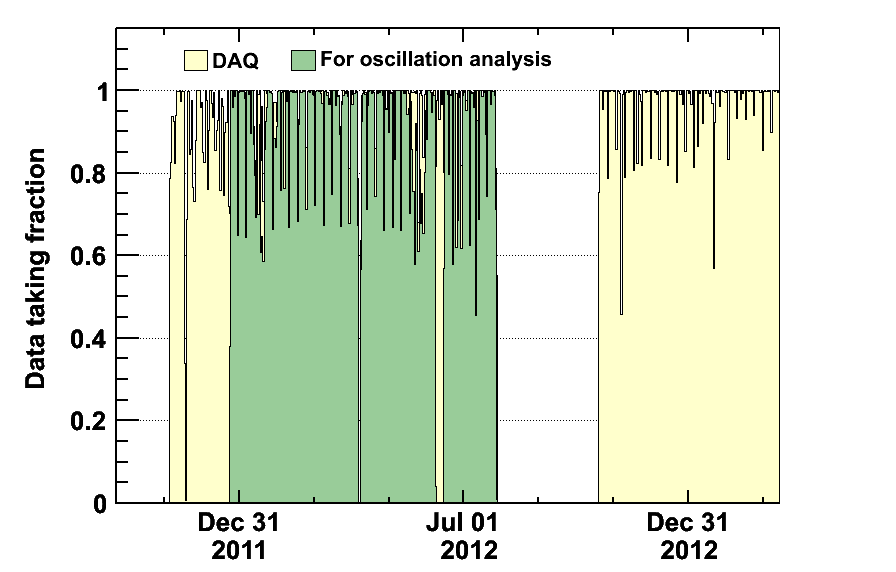 DAQ For oscillation analysis
Data taking fraction
1
0.8
0.6
0.4
0.2
0
Dec 31 Jul 01 Dec 31
2011 2012 2012